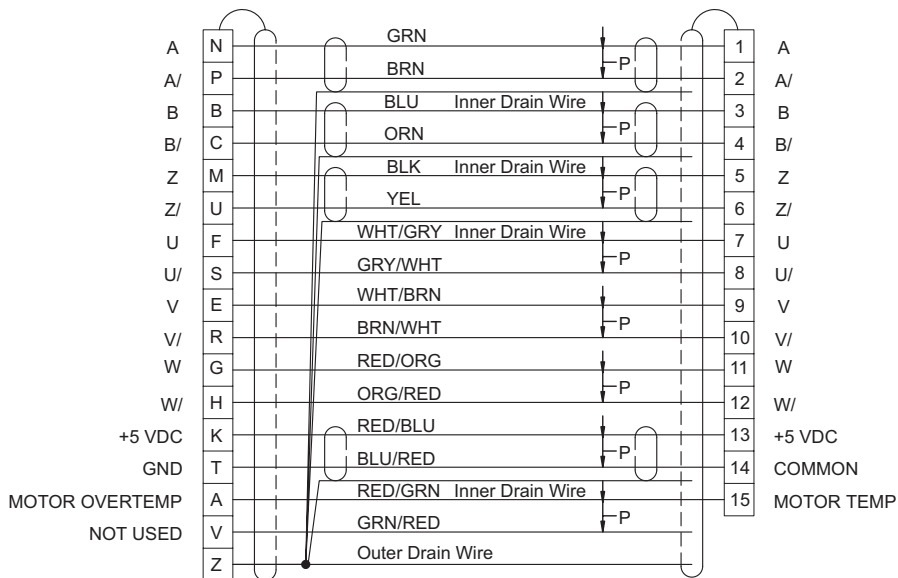 A N GRN 1 A
A/ P BRN P 2 A/
B B BLU Inner Drain Wire 3 B
B/ C ORN P 4 B/
Z M BLK Inner Drain Wire 5 Z
Z/ U YEL P 6 Z/
U F WHT/GRY Inner Drain Wire 7 U
U/ S GRY/WHT P 8 U/
V E WHT/BRN 9 V
V/ R BRN/WHT P 10 V/
W G RED/ORG 11 W
W/ H ORG/RED P 12 W/
+5 VDC K RED/BLU 13 +5 VDC
GND T BLU/RED P 14 COMMON
MOTOR OVERTEMP A RED/GRN Inner Drain Wire 15 MOTOR TEMP
NOT USED V GRN/RED P
Z Outer Drain Wire